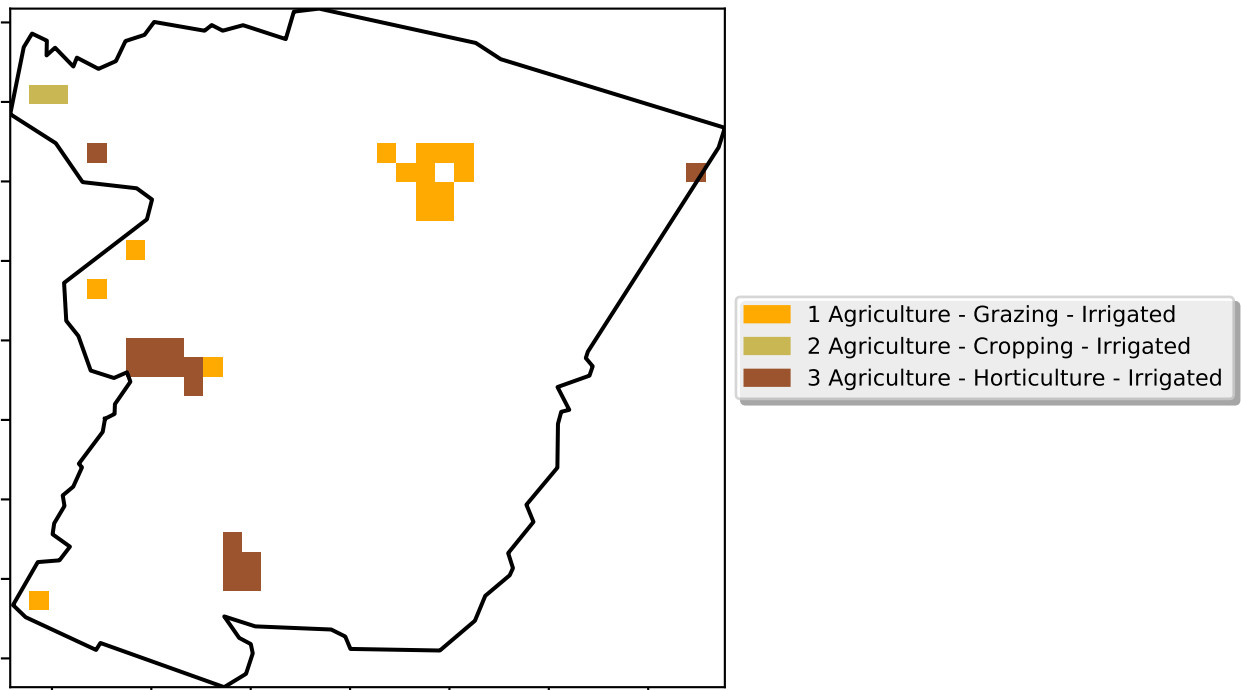 1 Agriculture - Grazing - Irrigated
2 Agriculture - Cropping - Irrigated
3 Agriculture - Horticulture - Irrigated